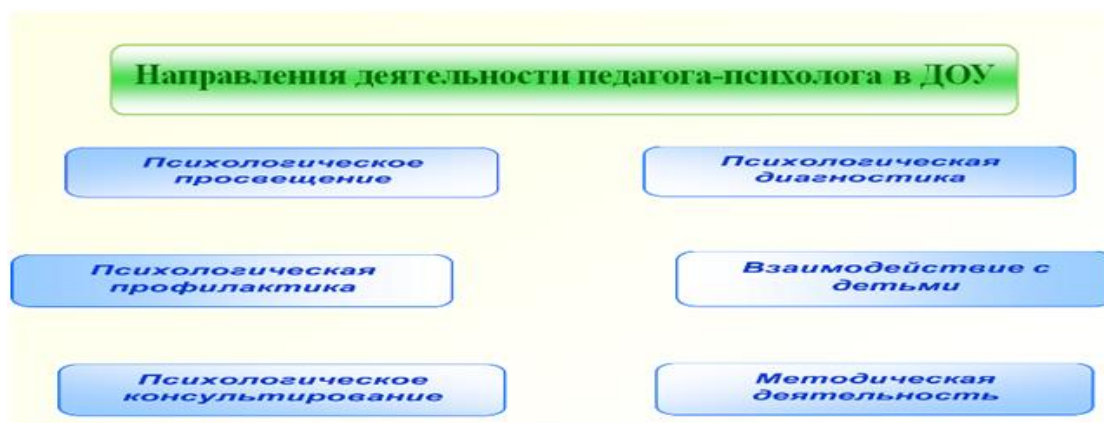 Направления деятельности педагога-психолога в ДОУ
Психологическое
просвещение
Психологическая
диагностика
Психологическая
профилактика
Взаимодействие с
детьми
Психологическое
консультирование
Методическая
деятельность